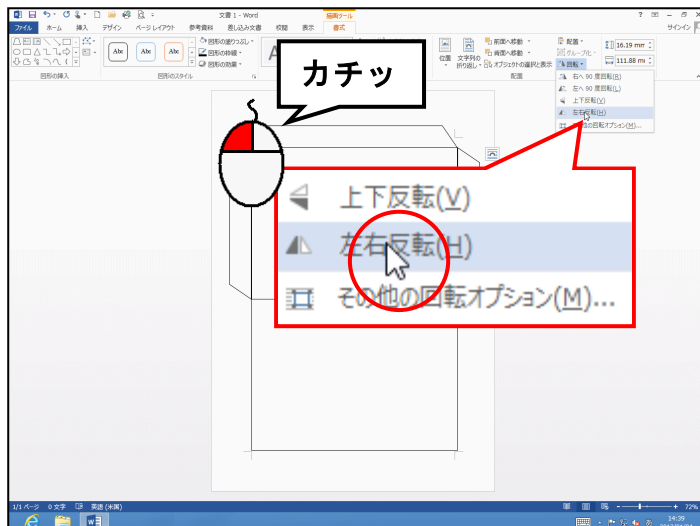 文書 1 - Word
描画ツール
サインイン
ファイル ホーム 挿入 デザイン ページ レイアウト 参考資料 差し込み文書 校閲 表示 書式
図形の塗りつぶし
図形の枠線
図形の効果
Abc Abc Abc
図形の挿入
図形のスタイル
位置
文字列の折り返し
前面へ移動
背面へ移動
オブジェクトの選択と表示
配置
グループ化
回転
16.19 mm
111.88 mm
配置
右へ 90 度回転(R)
左へ 90 度回転(L)
上下反転(V)
左右反転(H)
の回転オプション(M)...
カチッ
上下反転(V)
左右反転(H)
その他の回転オプション(M)...
1/1 ページ 0 文字 英語 (米国)
72%
14:39